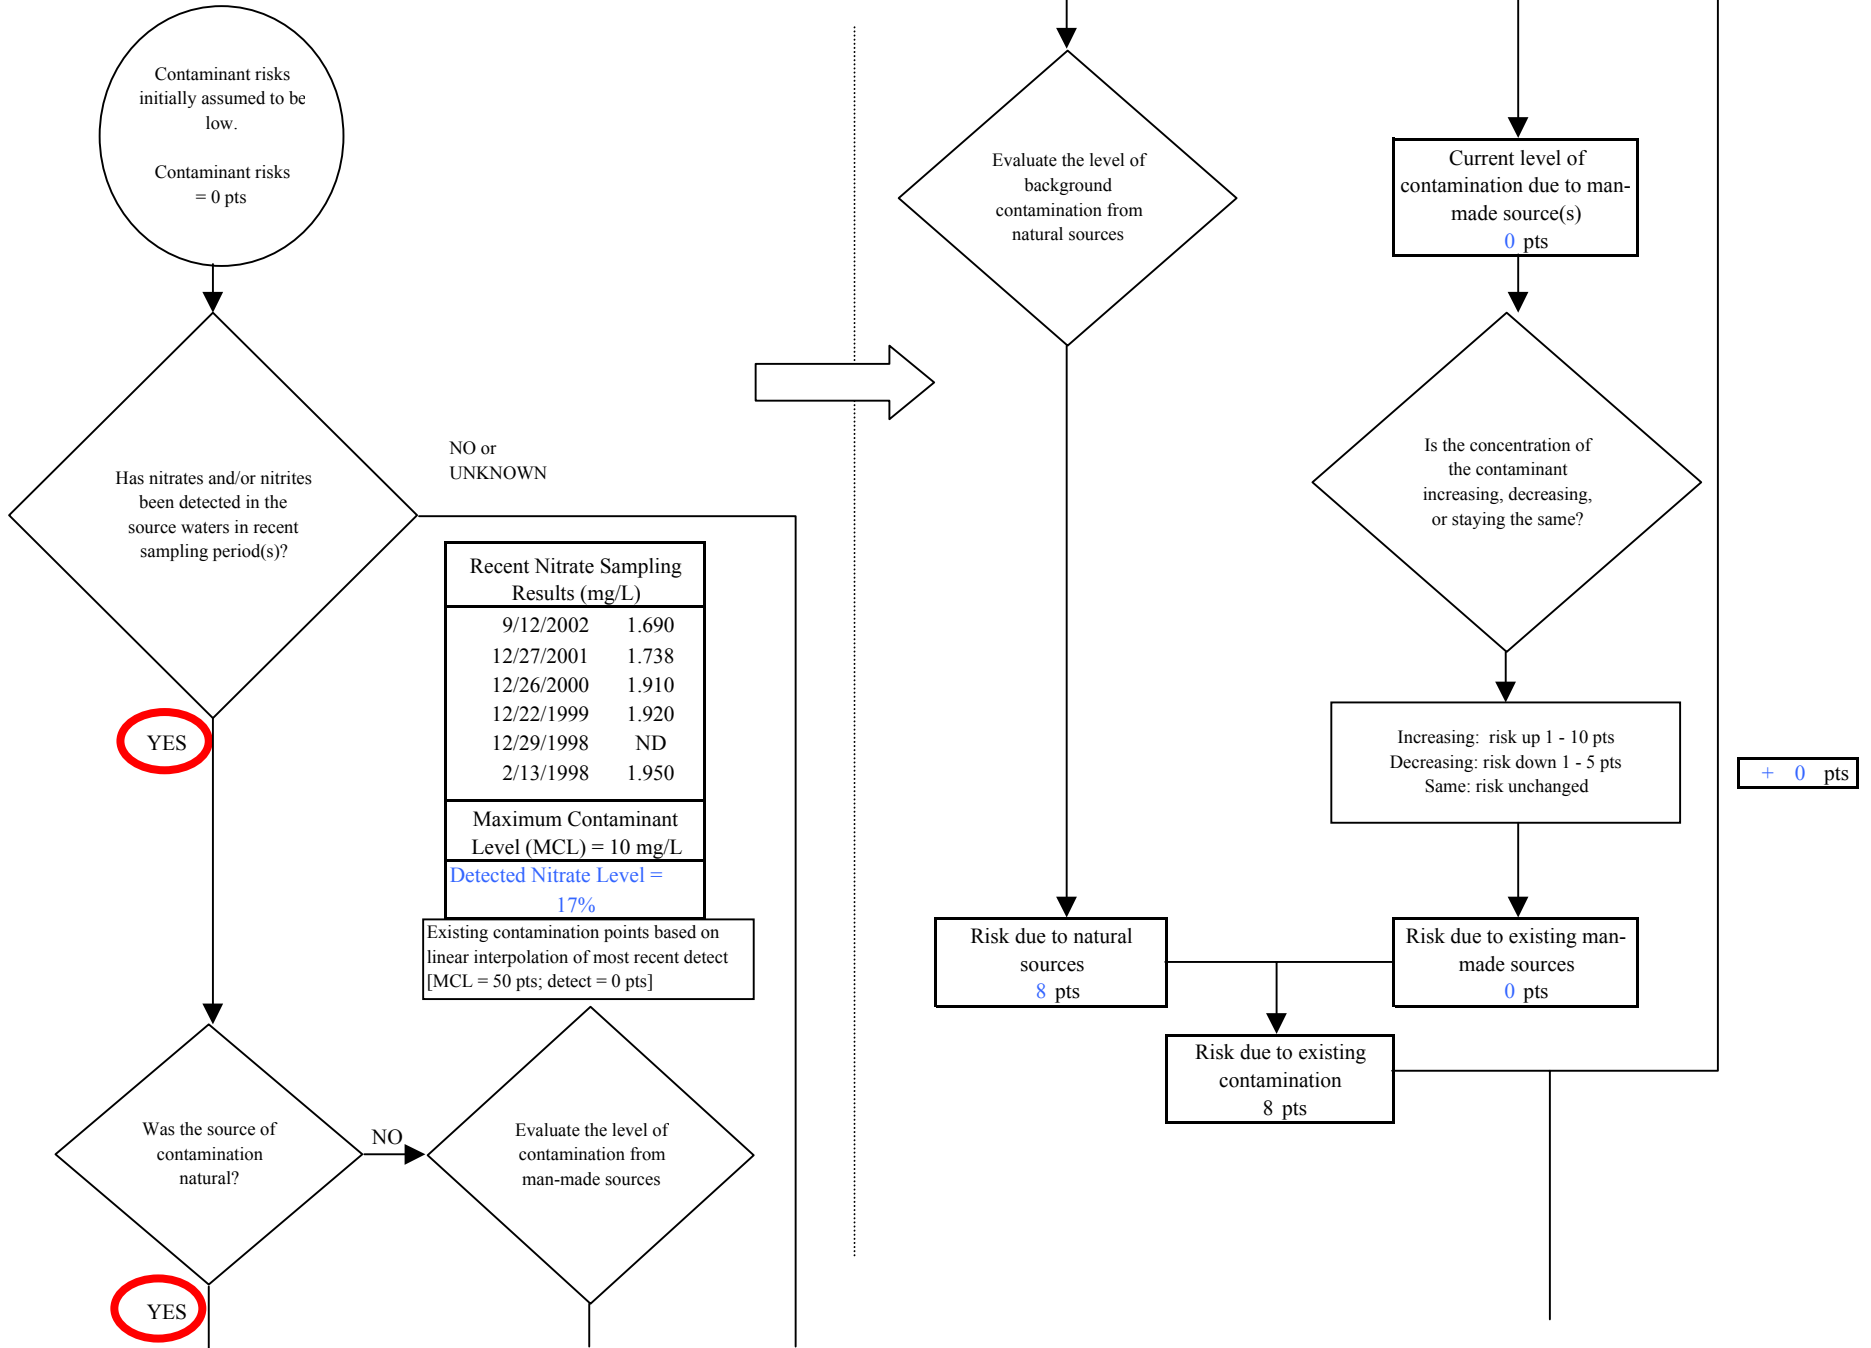 Contaminant risks
initially assumed to be
low.
Contaminant risks
= 0 pts
Has nitrates and/or nitrites
been detected in the
source waters in recent
sampling period(s)?
NO or
UNKNOWN
YES
Recent Nitrate Sampling
Results (mg/L)
9/12/2002 1.690
12/27/2001 1.738
12/26/2000 1.910
12/22/1999 1.920
12/29/1998 ND
2/13/1998 1.950
Maximum Contaminant
Level (MCL) = 10 mg/L
Detected Nitrate Level =
17%
Existing contamination points based on
linear interpolation of most recent detect
[MCL = 50 pts; detect = 0 pts]
Was the source of
contamination
natural?
NO
Evaluate the level of
contamination from
man-made sources
YES
Evaluate the level of
background
contamination from
natural sources
Current level of
contamination due to man-
made source(s)
0 pts
Is the concentration of
the contaminant
increasing, decreasing,
or staying the same?
Increasing: risk up 1 - 10 pts
Decreasing: risk down 1 - 5 pts
Same: risk unchanged
+ 0 pts
Risk due to natural
sources
8 pts
Risk due to existing man-
made sources
0 pts
Risk due to existing
contamination
8 pts